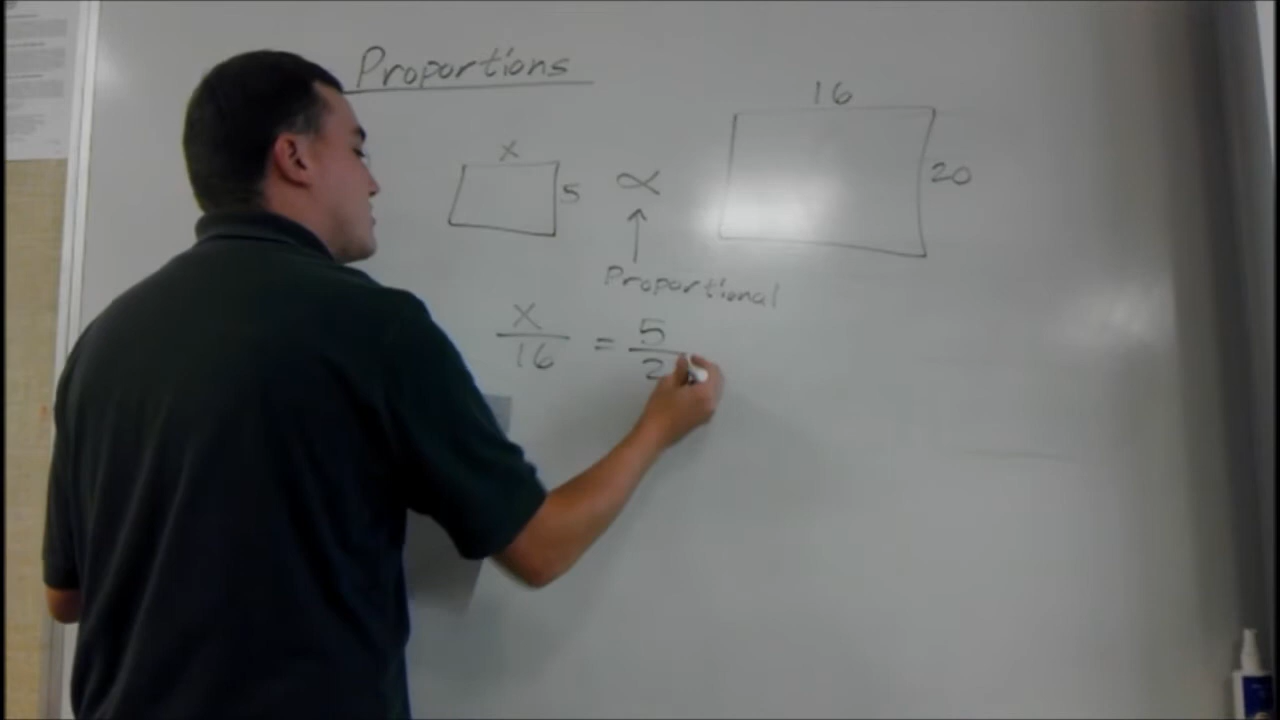 Proportions
16
x
5 ∝ 20
Proportional
x/16 = 5/2